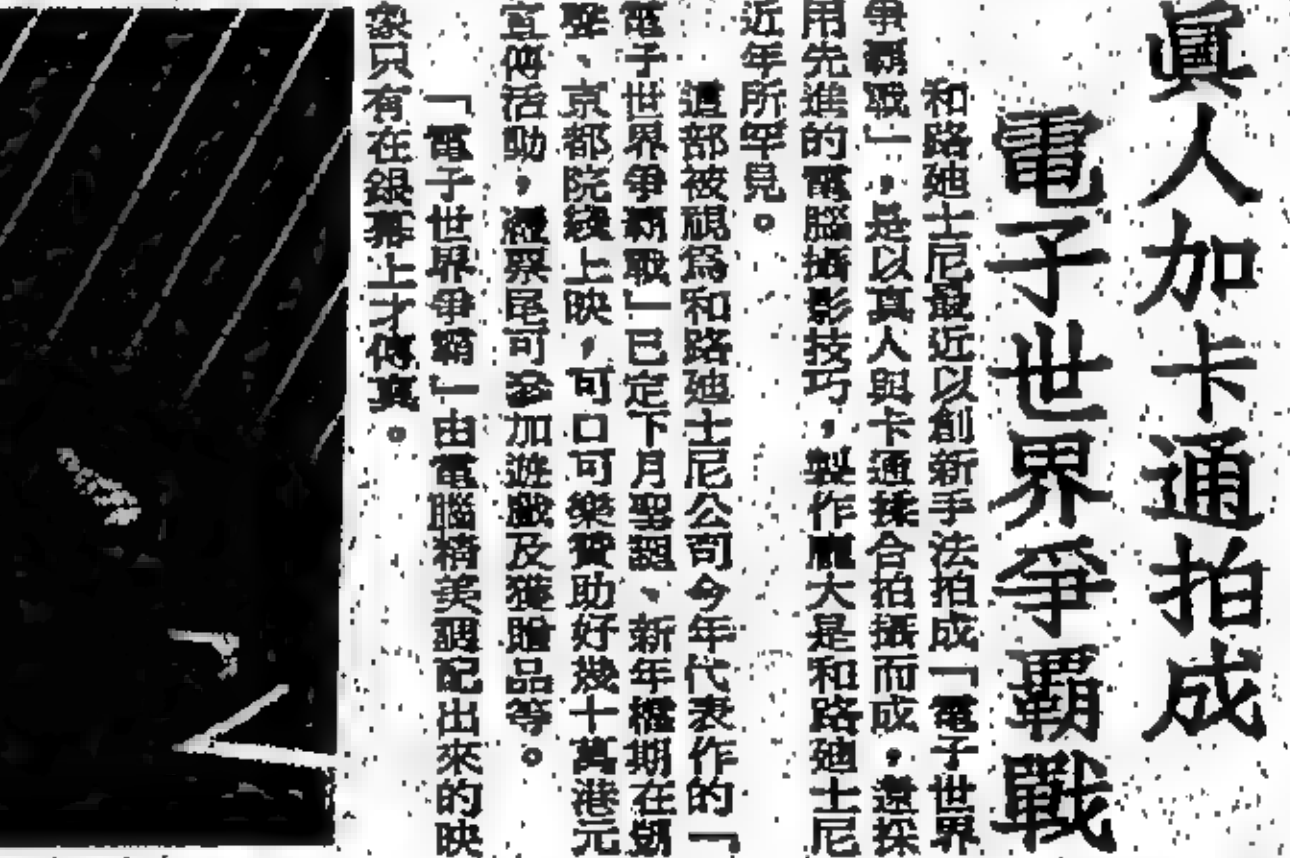 眞人加卡通拍成
電子世界爭霸戰
和路廸士尼最近以創新手法拍成「電子世界
爭霸戰」，是以真人與卡通揉合拍攝而成，還採
用先進的電腦攝影技巧，製作龐大是和路廸士尼
近年所罕見。
這部被視爲和路廸士尼公司今年代表作的「
電子世界爭霸戰」已定下月聖誕、新年檔期在
聲、京都院綫上映，可口可樂贊助好幾十萬港元
宣傳活動，經票尾可參加遊戲及獲贈品等。
「電子世界爭霸」由電腦精美調配出來的映
象只有在銀幕上才傳真。